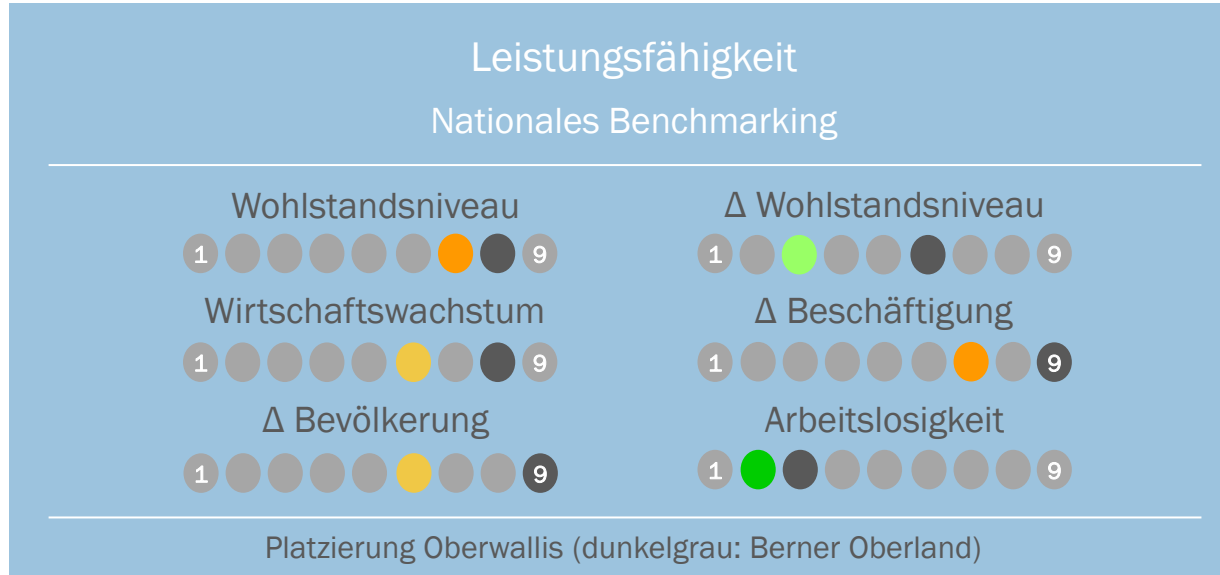 Leistungsfähigkeit
Nationales Benchmarking
Wohlstandsniveau
1 9
Δ Wohlstandsniveau
1 9
Wirtschaftswachstum
1 9
Δ Beschäftigung
1 9
Δ Bevölkerung
1 9
Arbeitslosigkeit
1 9
Platzierung Oberwallis (dunkelgrau: Berner Oberland)